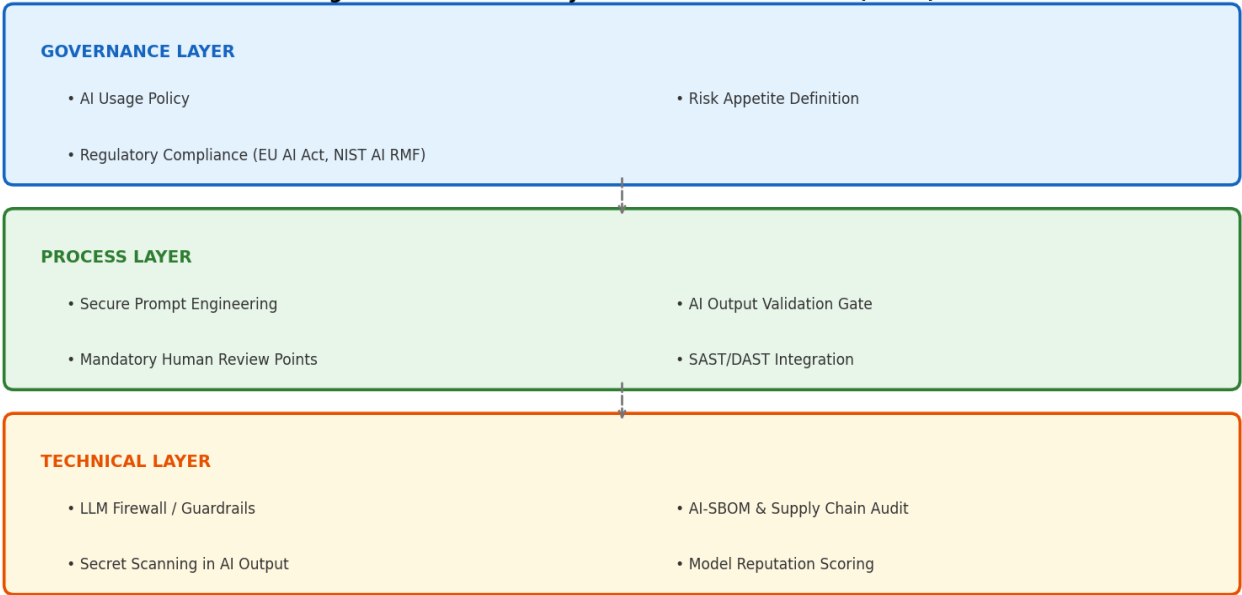 GOVERNANCE LAYER
• AI Usage Policy
• Risk Appetite Definition
• Regulatory Compliance (EU AI Act, NIST AI RMF)
PROCESS LAYER
• Secure Prompt Engineering
• AI Output Validation Gate
• Mandatory Human Review Points
• SAST/DAST Integration
TECHNICAL LAYER
• LLM Firewall / Guardrails
• AI-SBOM & Supply Chain Audit
• Secret Scanning in AI Output
• Model Reputation Scoring